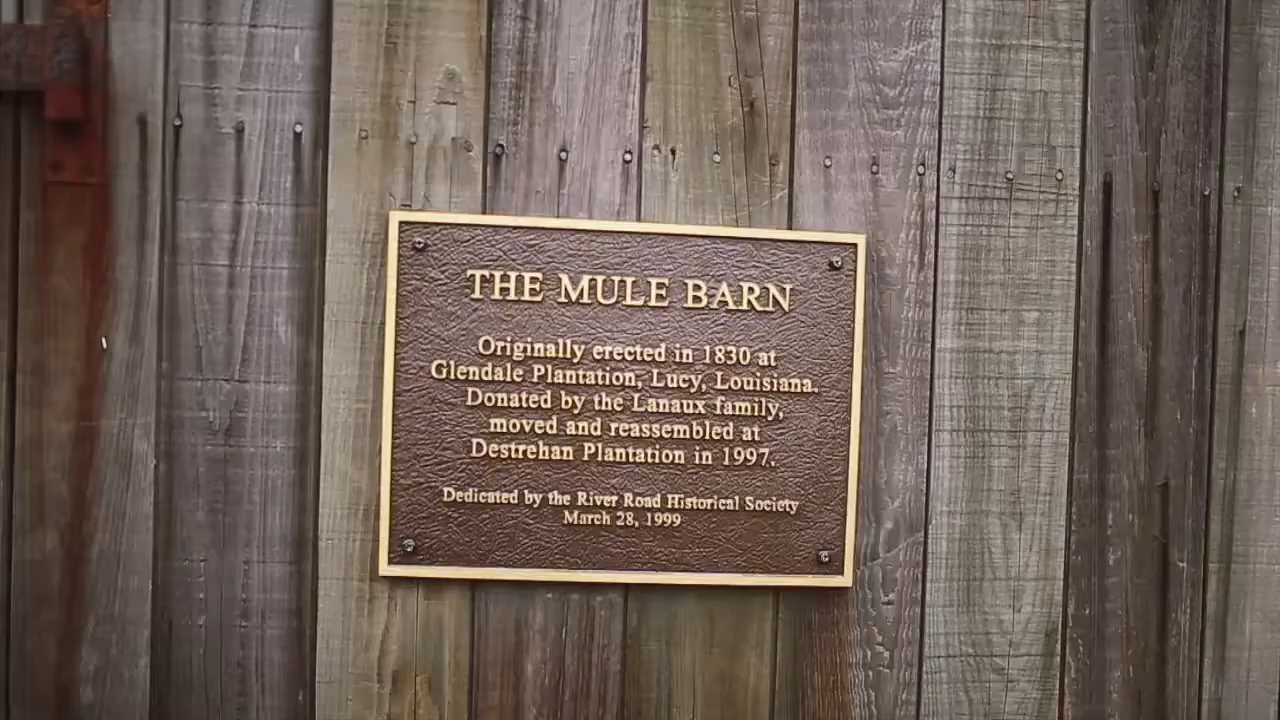 THE MULE BARN
Originally erected in 1830 at
Glendale Plantation, Lucy, Louisiana.
Donated by the Lanaux family,
moved and reassembled at
Destrehan Plantation in 1997.
Dedicated by the River Road Historical Society
March 28, 1999